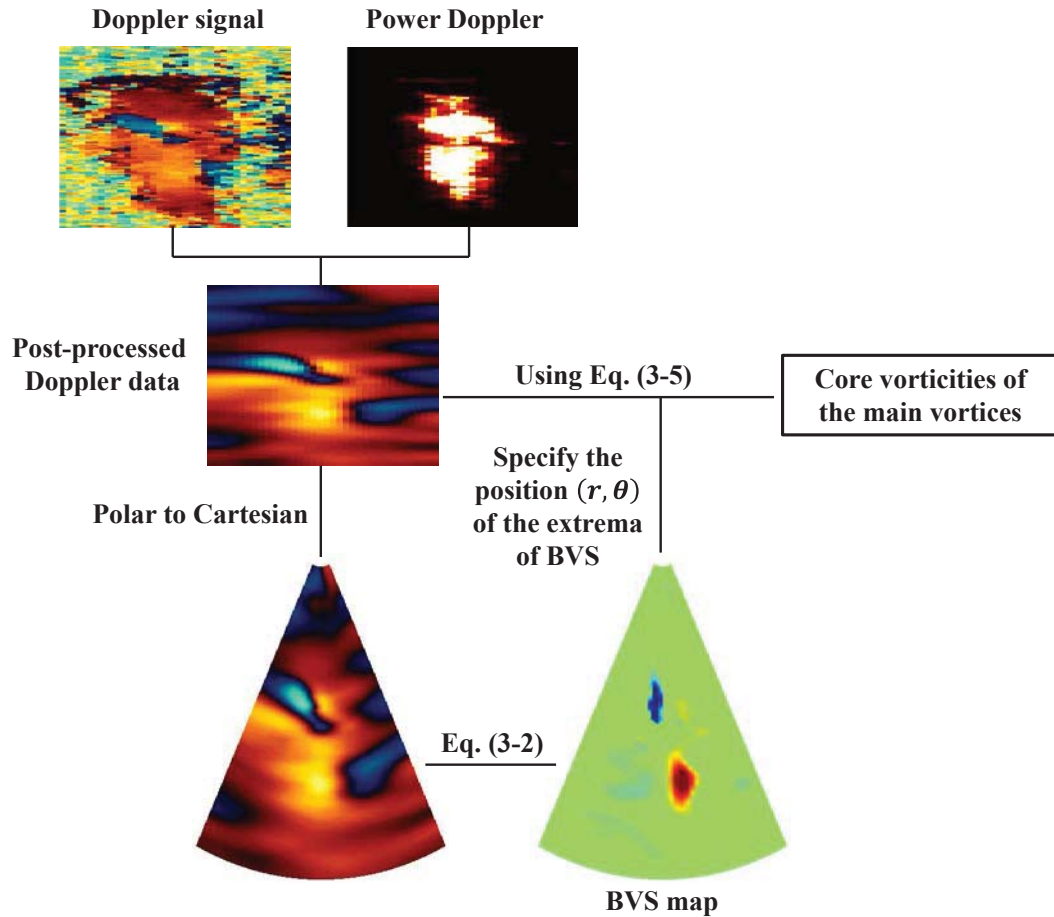 Doppler signal
Power Doppler
Post-processed
Doppler data
Using Eq. (3-5)
Core vorticities of
the main vortices
Specify the
position (r, θ)
of the extrema
of BVS
Polar to Cartesian
Eq. (3-2)
BVS map